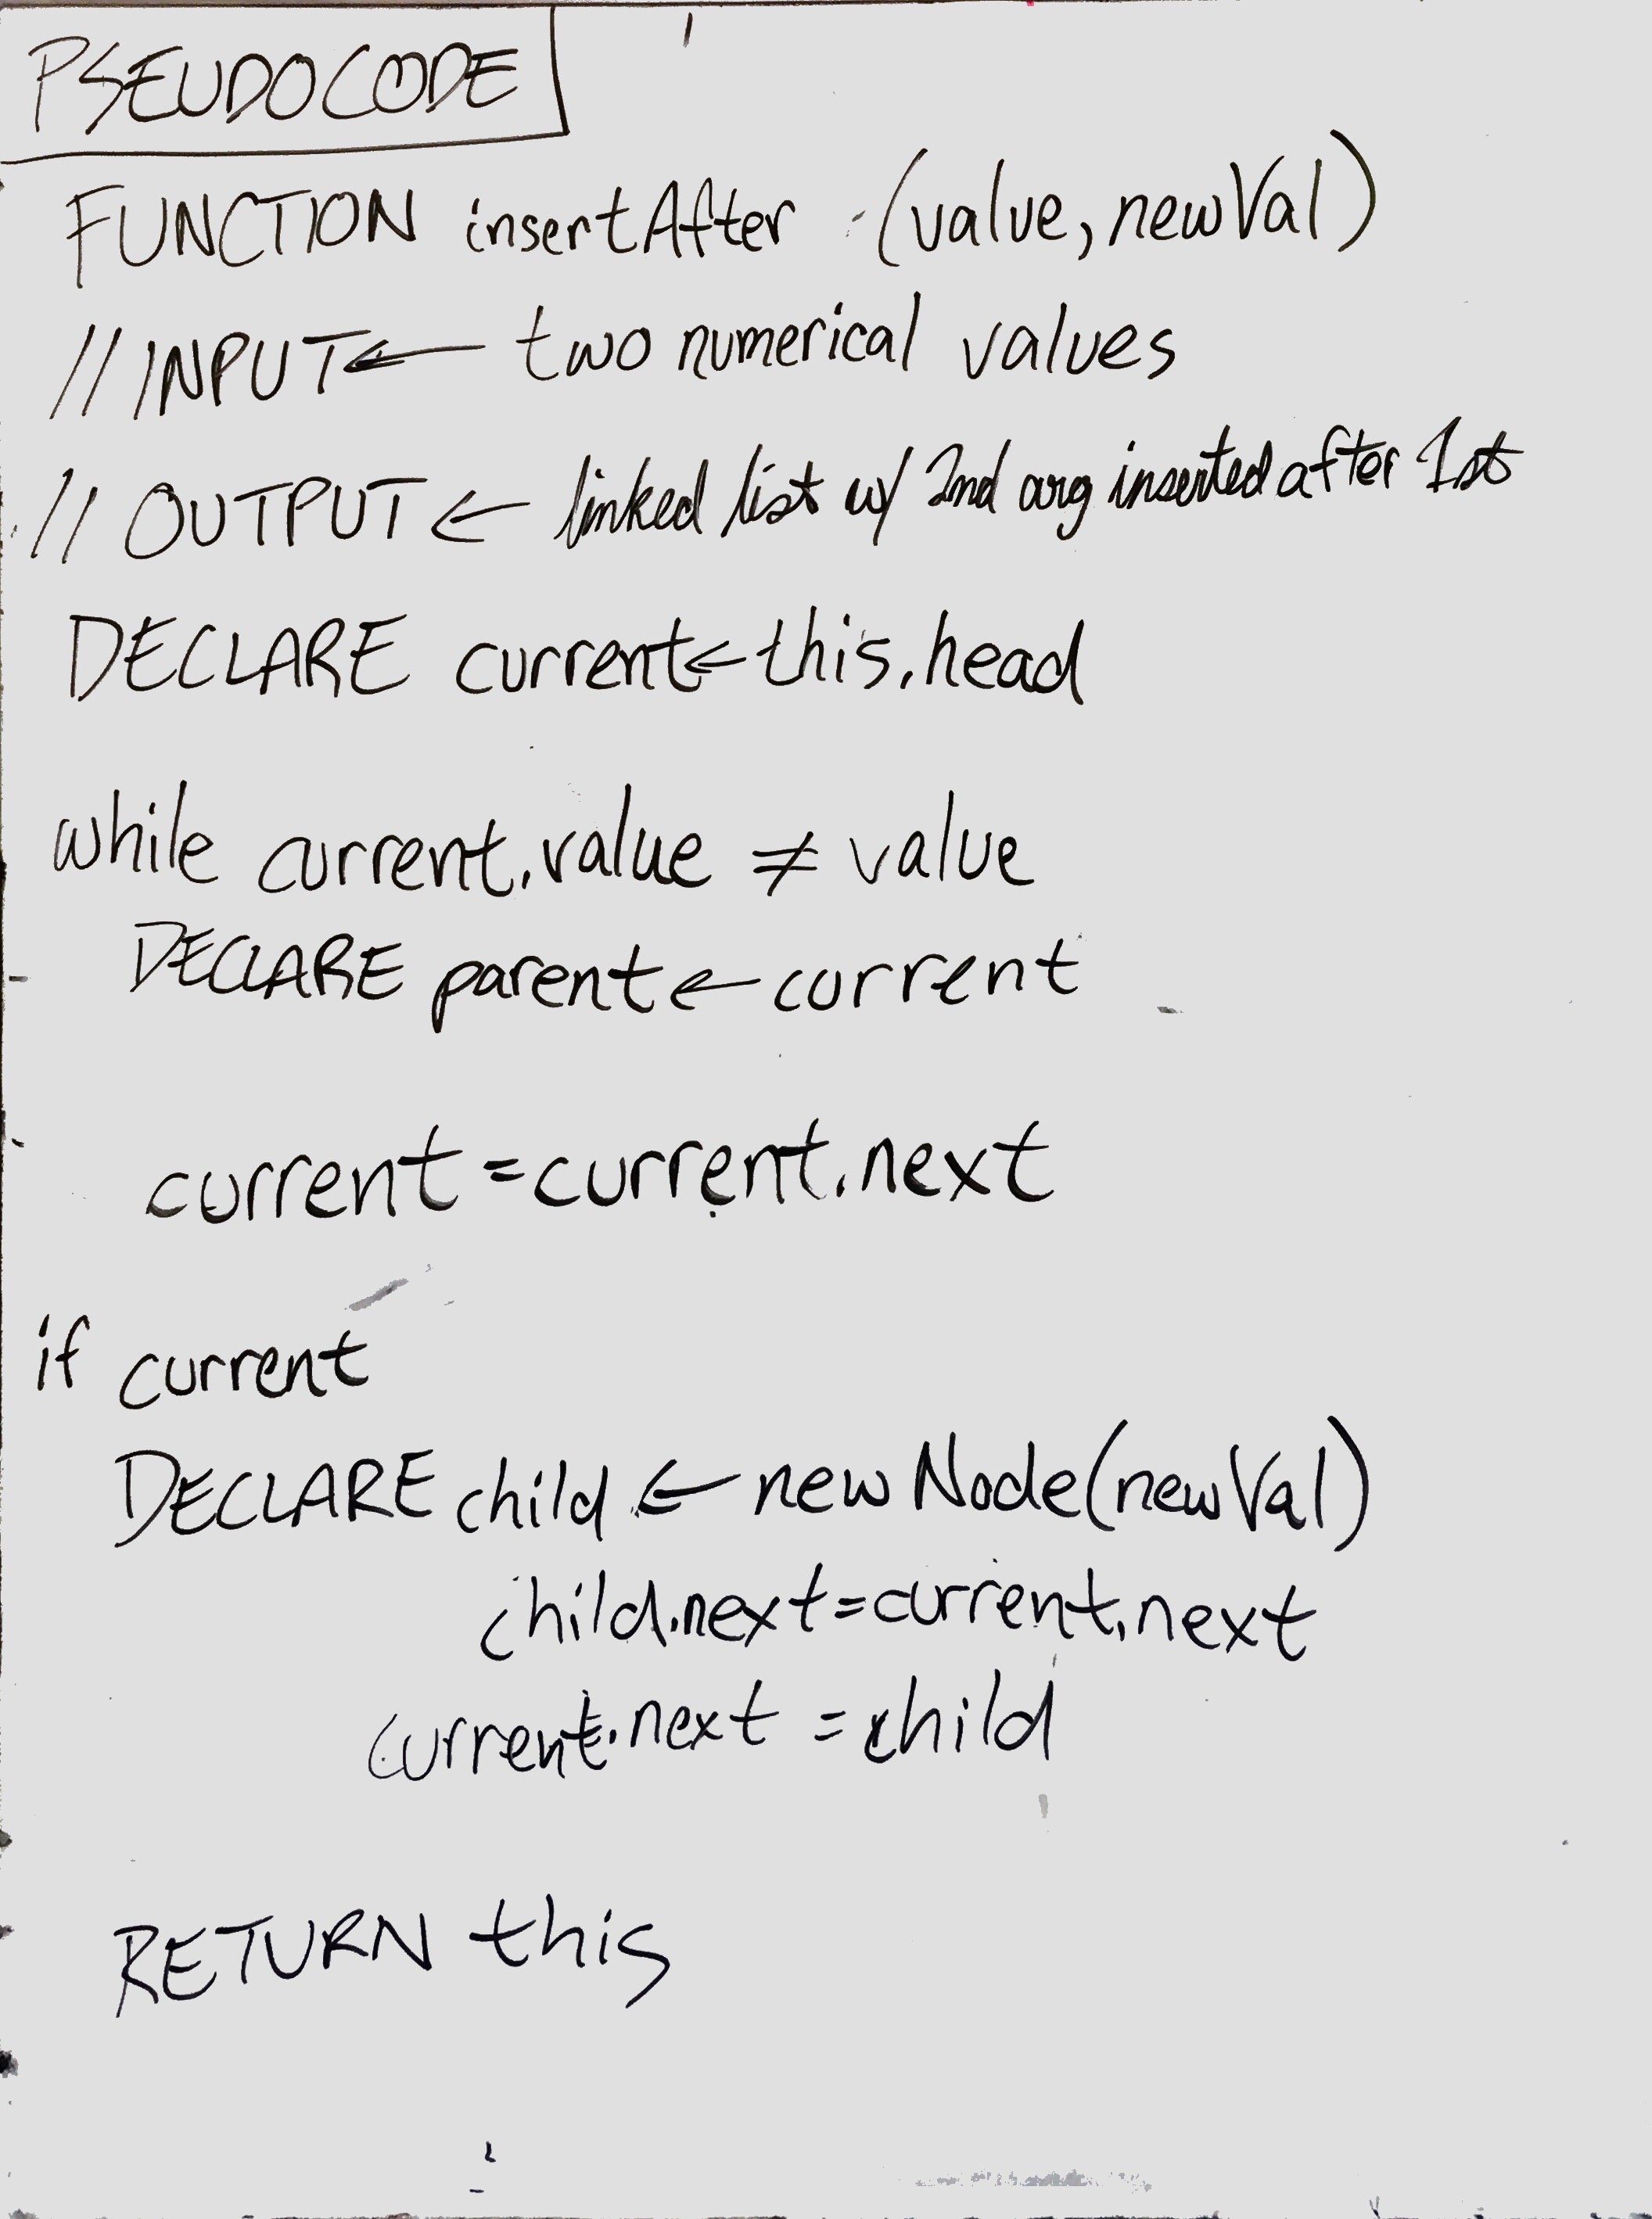 PSEUDOCODE
FUNCTION insertAfter (value, newVal)
// INPUT ← two numerical values
// OUTPUT ← linked list w/ 2nd arg inserted after 1st
DECLARE current ← this.head
while current.value ≠ value
DECLARE parent ← current
current = current.next
if current
DECLARE child ← new Node(newVal)
child.next = current.next
current.next = child
RETURN this